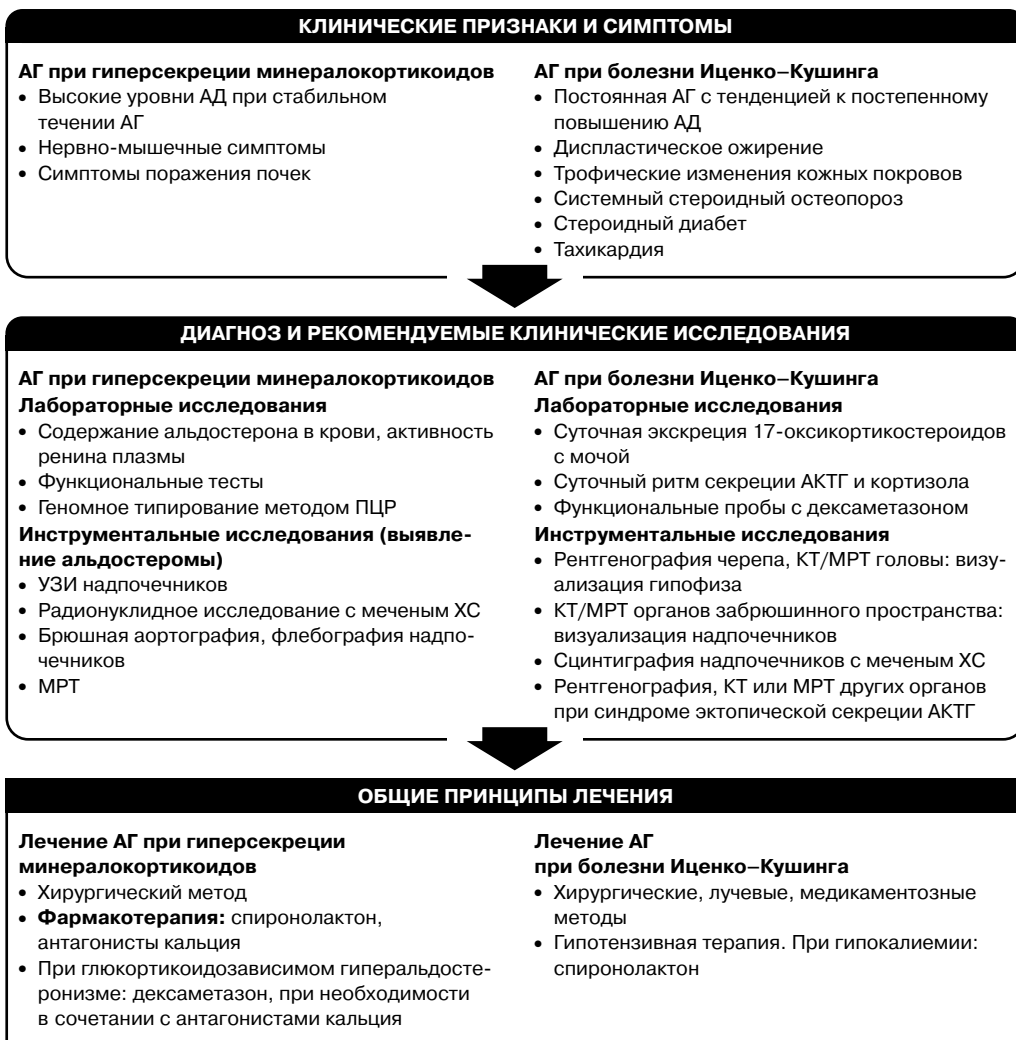 КЛИНИЧЕСКИЕ ПРИЗНАКИ И СИМПТОМЫ
АГ при гиперсекреции минералокортикоидов
• Высокие уровни АД при стабильном
течении АГ
• Нервно-мышечные симптомы
• Симптомы поражения почек
АГ при болезни Иценко–Кушинга
• Постоянная АГ с тенденцией к постепенному
повышению АД
• Диспластическое ожирение
• Трофические изменения кожных покровов
• Системный стероидный остеопороз
• Стероидный диабет
• Тахикардия
ДИАГНОЗ И РЕКОМЕНДУЕМЫЕ КЛИНИЧЕСКИЕ ИССЛЕДОВАНИЯ
АГ при гиперсекреции минералокортикоидов
Лабораторные исследования
• Содержание альдостерона в крови, активность
ренина плазмы
• Функциональные тесты
• Геномное типирование методом ПЦР
Инструментальные исследования (выявле-
ние альдостеромы)
• УЗИ надпочечников
• Радионуклидное исследование с меченым ХС
• Брюшная аортография, флебография надпо-
чечников
• МРТ
АГ при болезни Иценко–Кушинга
Лабораторные исследования
• Суточная экскреция 17-оксикортикостероидов
с мочой
• Суточный ритм секреции АКТГ и кортизола
• Функциональные пробы с дексаметазоном
Инструментальные исследования
• Рентгенография черепа, КТ/МРТ головы: визу-
ализация гипофиза
• КТ/МРТ органов забрюшинного пространства:
визуализация надпочечников
• Сцинтиграфия надпочечников с меченым ХС
• Рентгенография, КТ или МРТ других органов
при синдроме эктопической секреции АКТГ
ОБЩИЕ ПРИНЦИПЫ ЛЕЧЕНИЯ
Лечение АГ при гиперсекреции
минералокортикоидов
• Хирургический метод
• Фармакотерапия: спиронолактон,
антагонисты кальция
• При глюкортикоидозависимом гиперальдосте-
ронизме: дексаметазон, при необходимости
в сочетании с антагонистами кальция
Лечение АГ
при болезни Иценко–Кушинга
• Хирургические, лучевые, медикаментозные
методы
• Гипотензивная терапия. При гипокалиемии:
спиронолактон